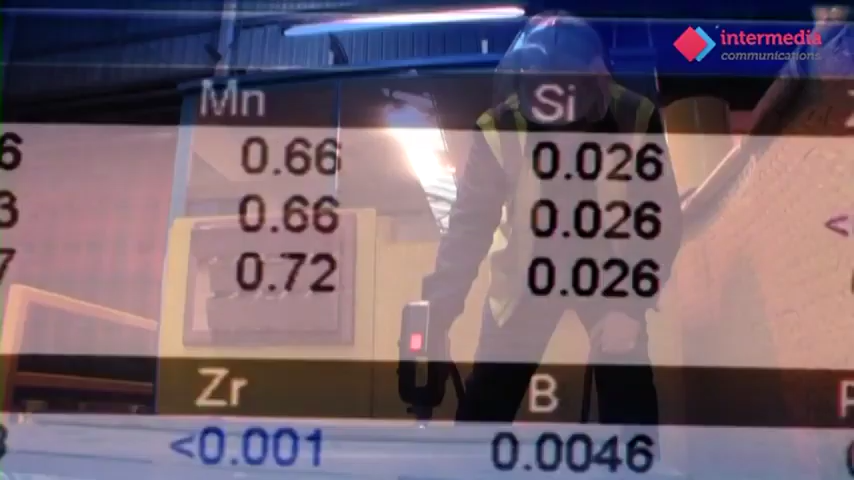 intermedia
communications
Mn Si
6 0.66 0.026
3 0.66 0.026 <
7 0.72 0.026
Zr B
<0.001 0.0046